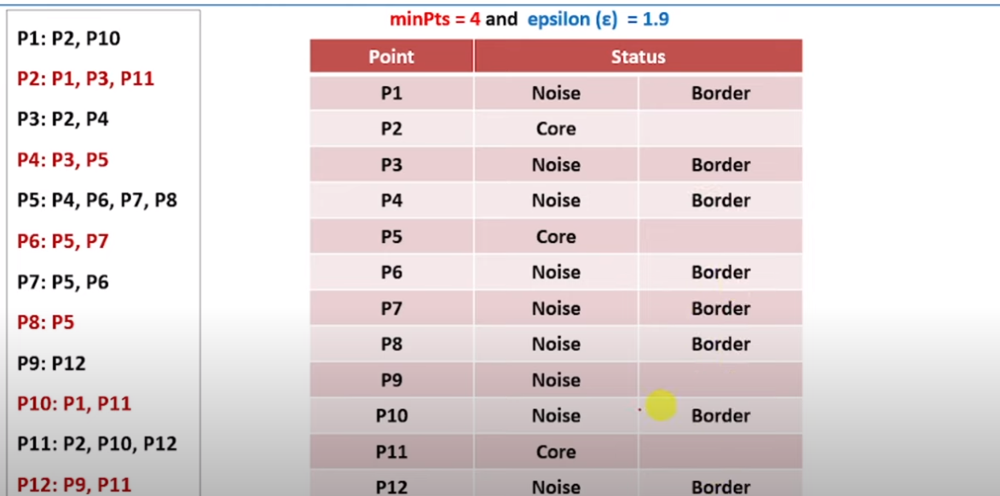 minPts = 4 and epsilon (ε) = 1.9
P1: P2, P10
P2: P1, P3, P11
P3: P2, P4
P4: P3, P5
P5: P4, P6, P7, P8
P6: P5, P7
P7: P5, P6
P8: P5
P9: P12
P10: P1, P11
P11: P2, P10, P12
P12: P9, P11
Point Status
P1 Noise Border
P2 Core
P3 Noise Border
P4 Noise Border
P5 Core
P6 Noise Border
P7 Noise Border
P8 Noise Border
P9 Noise
P10 Noise Border
P11 Core
P12 Noise Border